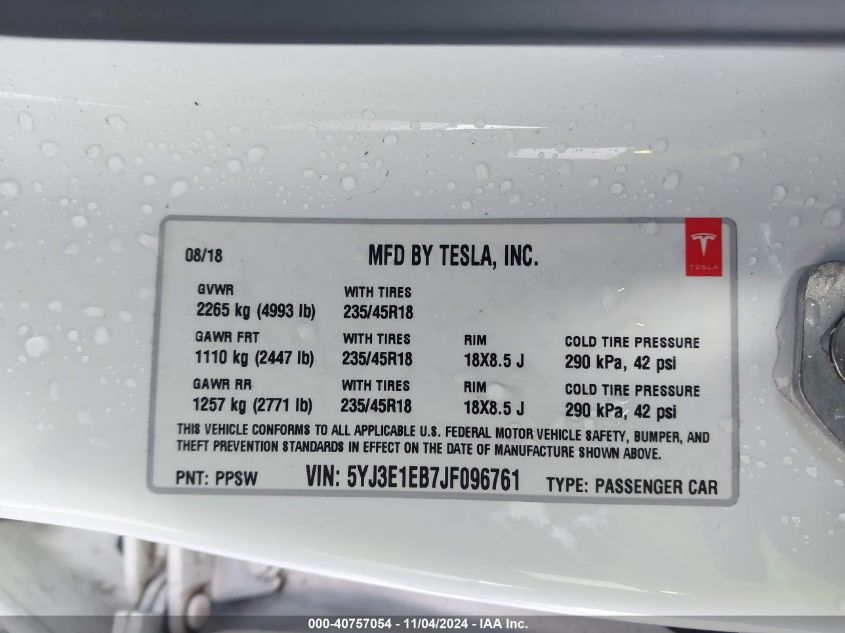 08/18 MFD BY TESLA, INC.
TESLA
GVWR WITH TIRES
2265 kg (4993 lb) 235/45R18
GAWR FRT WITH TIRES RIM COLD TIRE PRESSURE
1110 kg (2447 lb) 235/45R18 18X8.5 J 290 kPa, 42 psi
GAWR RR WITH TIRES RIM COLD TIRE PRESSURE
1257 kg (2771 lb) 235/45R18 18X8.5 J 290 kPa, 42 psi
THIS VEHICLE CONFORMS TO ALL APPLICABLE U.S. FEDERAL MOTOR VEHICLE SAFETY, BUMPER, AND
THEFT PREVENTION STANDARDS IN EFFECT ON THE DATE OF MANUFACTURE SHOWN ABOVE.
PNT: PPSW VIN: 5YJ3E1EB7JF096761 TYPE: PASSENGER CAR
000-40757054 - 11/04/2024 - IAA Inc.